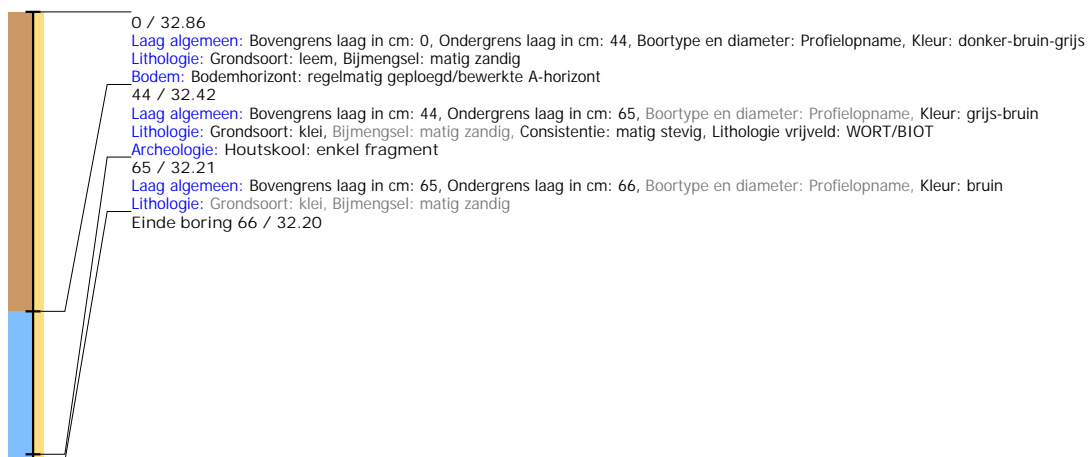 0 / 32.86
Laag algemeen: Bovengrens laag in cm: 0, Ondergrens laag in cm: 44, Boortype en diameter: Profielopname, Kleur: donker-bruin-grijs
Lithologie: Grondsoort: leem, Bijmengsel: matig zandig
Bodem: Bodemhorizont: regelmatig geploegd/bewerkte A-horizont
44 / 32.42
Laag algemeen: Bovengrens laag in cm: 44, Ondergrens laag in cm: 65, Boortype en diameter: Profielopname, Kleur: grijs-bruin
Lithologie: Grondsoort: klei, Bijmengsel: matig zandig, Consistentie: matig stevig, Lithologie vrijveld: WORT/BIOT
Archeologie: Houtskool: enkel fragment
65 / 32.21
Laag algemeen: Bovengrens laag in cm: 65, Ondergrens laag in cm: 66, Boortype en diameter: Profielopname, Kleur: bruin
Lithologie: Grondsoort: klei, Bijmengsel: matig zandig
Einde boring 66 / 32.20